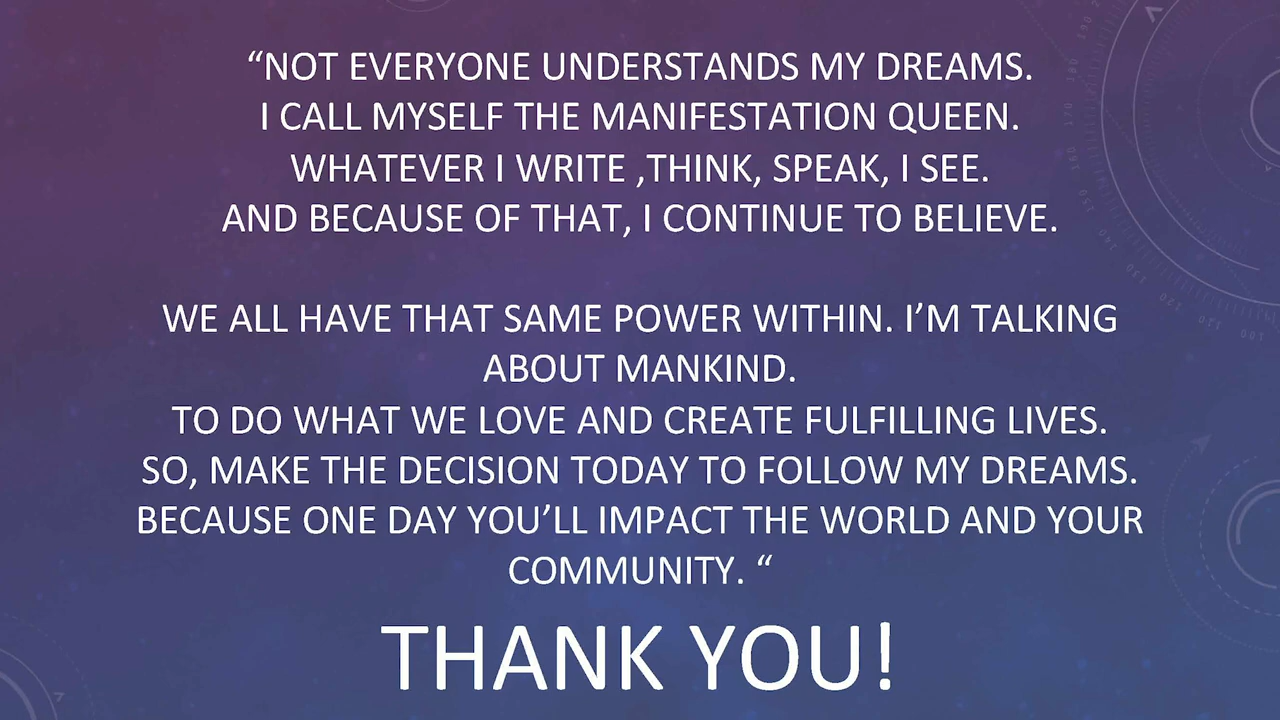 “NOT EVERYONE UNDERSTANDS MY DREAMS.
I CALL MYSELF THE MANIFESTATION QUEEN.
WHATEVER I WRITE ,THINK, SPEAK, I SEE.
AND BECAUSE OF THAT, I CONTINUE TO BELIEVE.
WE ALL HAVE THAT SAME POWER WITHIN. I’M TALKING
ABOUT MANKIND.
TO DO WHAT WE LOVE AND CREATE FULFILLING LIVES.
SO, MAKE THE DECISION TODAY TO FOLLOW MY DREAMS.
BECAUSE ONE DAY YOU’LL IMPACT THE WORLD AND YOUR
COMMUNITY. “
THANK YOU!